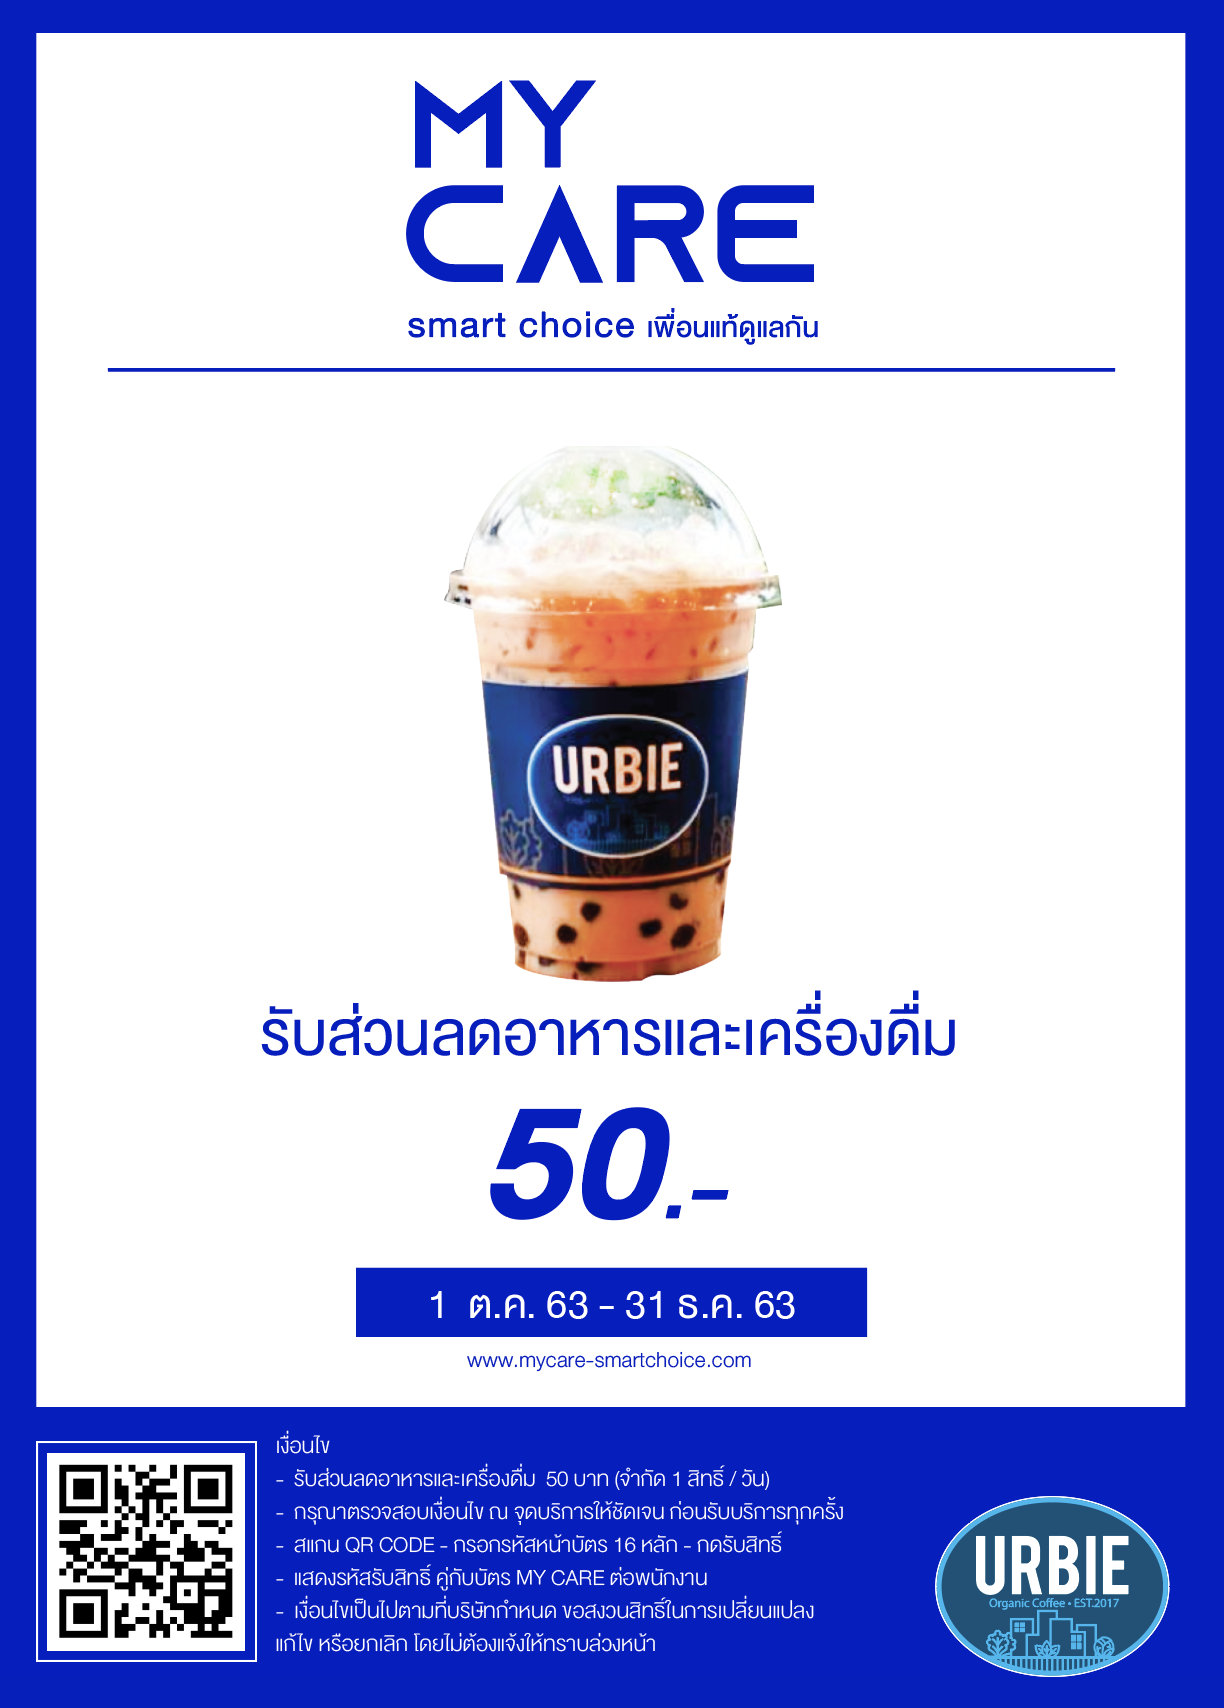 MY
CARE
smart choice เพื่อนแท้ดูแลกัน
URBIE
รับส่วนลดอาหารและเครื่องดื่ม
50.-
1 ต.ค. 63 - 31 ธ.ค. 63
www.mycare-smartchoice.com
เงื่อนไข
- รับส่วนลดอาหารและเครื่องดื่ม 50 บาท (จำกัด 1 สิทธิ์ / วัน)
- กรุณาตรวจสอบเงื่อนไข ณ จุดบริการให้ชัดเจน ก่อนรับบริการทุกครั้ง
- สแกน QR CODE - กรอกรหัสหน้าบัตร 16 หลัก - กดรับสิทธิ์
- แสดงรหัสรับสิทธิ์ คู่กับบัตร MY CARE ต่อพนักงาน
- เงื่อนไขเป็นไปตามที่บริษัทกำหนด ขอสงวนสิทธิ์ในการเปลี่ยนแปลง
แก้ไข หรือยกเลิก โดยไม่ต้องแจ้งให้ทราบล่วงหน้า
URBIE
Organic Coffee • EST.2017